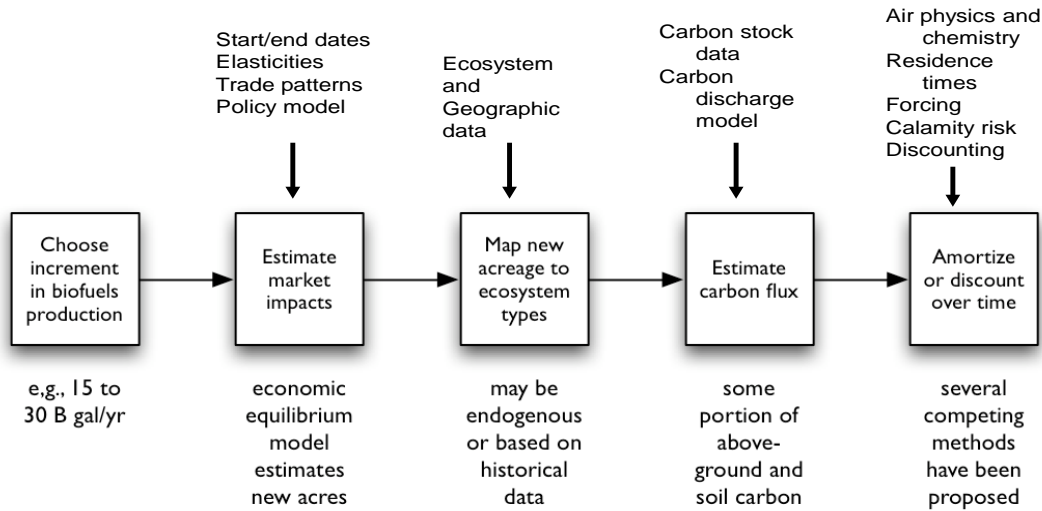 Start/end dates
Elasticities
Trade patterns
Policy model
Ecosystem
and
Geographic
data
Carbon stock
data
Carbon
discharge
model
Air physics and
chemistry
Residence
times
Forcing
Calamity risk
Discounting
Choose
increment
in biofuels
production
Estimate
market
impacts
Map new
acreage to
ecosystem
types
Estimate
carbon flux
Amortize
or discount
over time
e,g., 15 to
30 B gal/yr
economic
equilibrium
model
estimates
new acres
may be
endogenous
or based on
historical
data
some
portion of
above-
ground and
soil carbon
several
competing
methods
have been
proposed